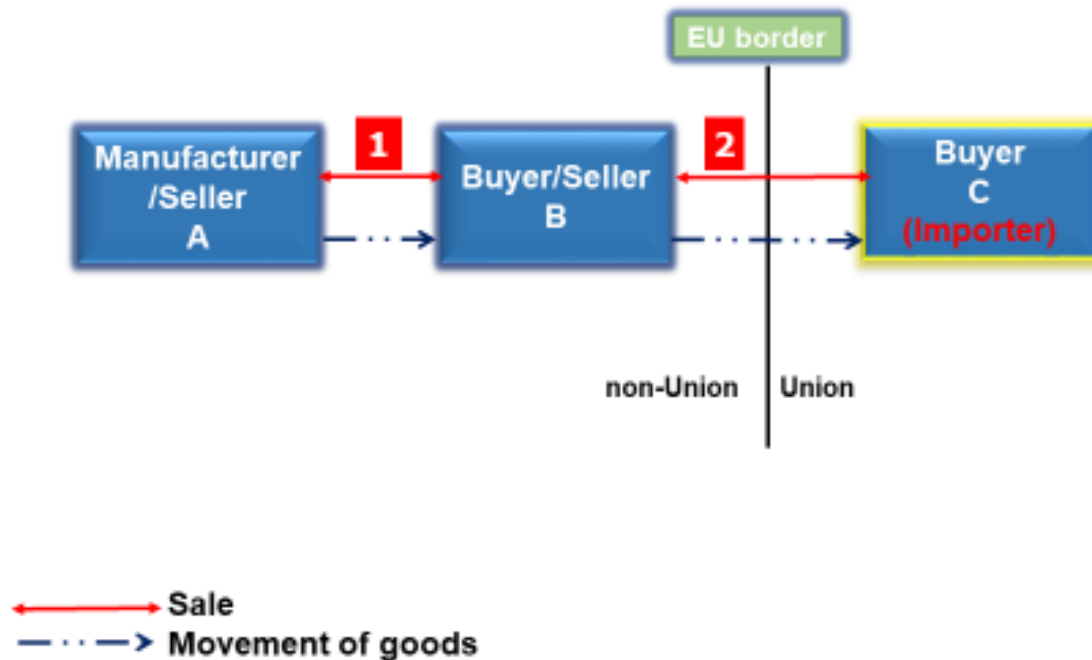 EU border
1
2
Manufacturer
/Seller
A
Buyer/Seller
B
Buyer
C
(Importer)
non-Union
Union
Sale
Movement of goods